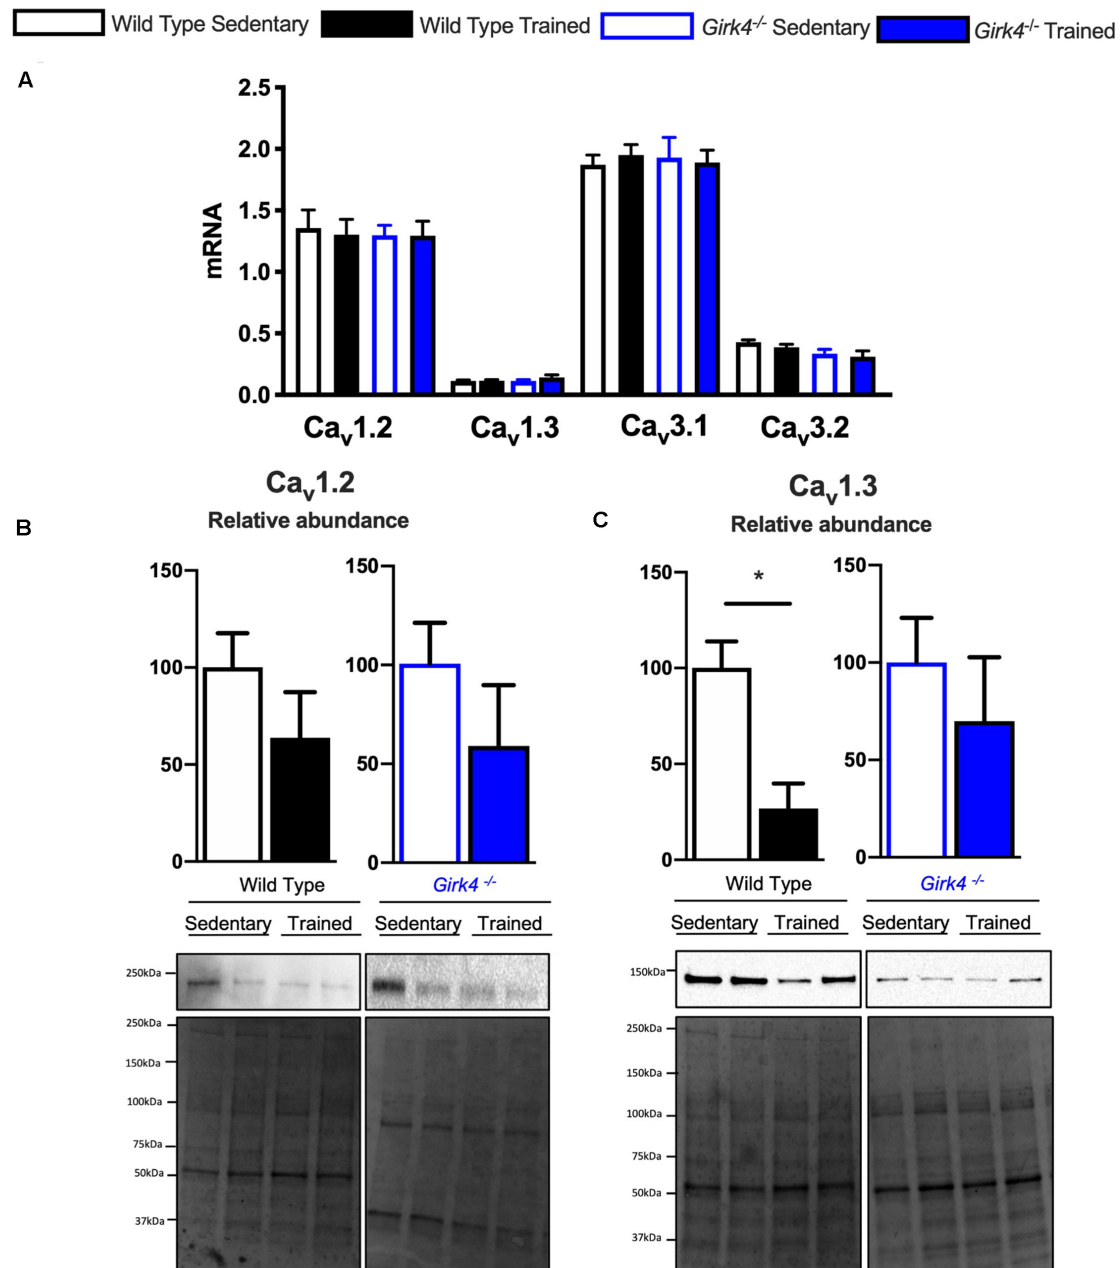 Wild Type Sedentary Wild Type Trained Girk4-/- Sedentary Girk4-/- Trained
A
2.5
2.0
1.5
1.0
0.5
0.0
mRNA
Cav1.2 Cav1.3 Cav3.1 Cav3.2
B
Cav1.2
Relative abundance
150
100
50
0
150
100
50
0
Wild Type Girk4 -/-
Sedentary Trained Sedentary Trained
250kDa
250kDa
150kDa
100kDa
75kDa
50kDa
37kDa
C
Cav1.3
Relative abundance
150
100
50
0
*
150
100
50
0
Wild Type Girk4 -/-
Sedentary Trained Sedentary Trained
150kDa
250kDa
150kDa
100kDa
75kDa
50kDa
37kDa